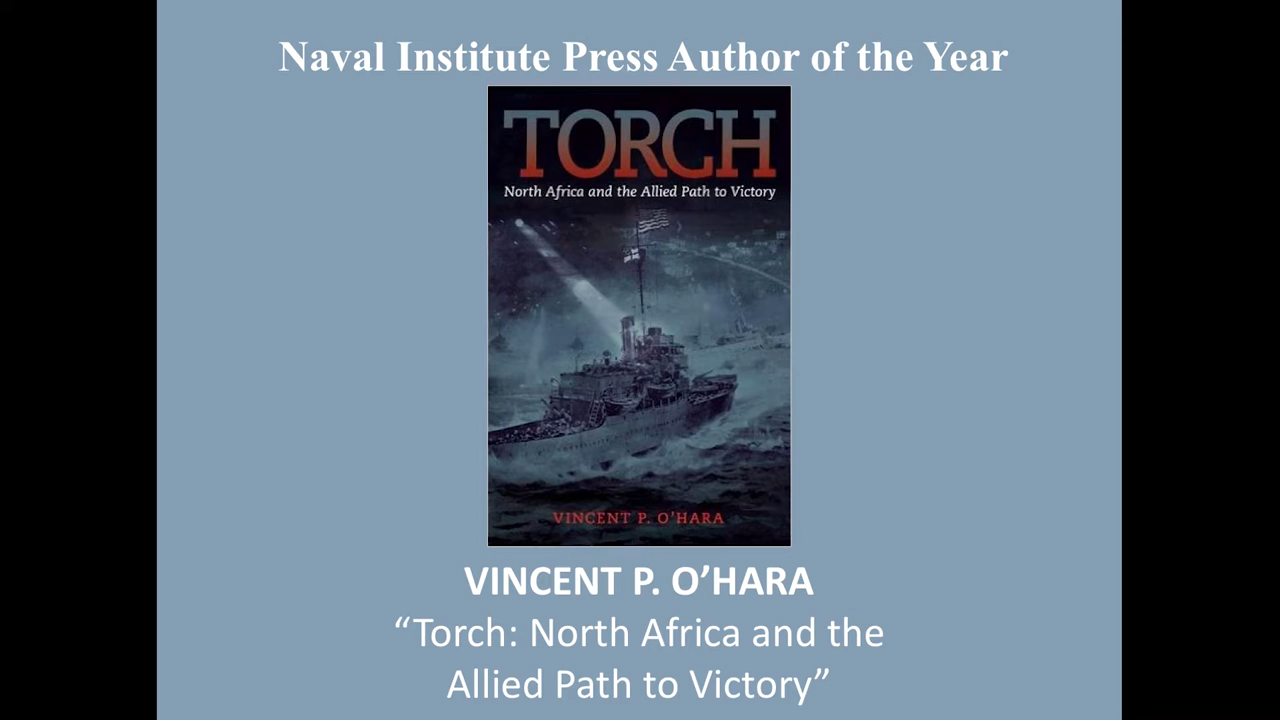 Naval Institute Press Author of the Year
TORCH
North Africa and the Allied Path to Victory
VINCENT P. O'HARA
VINCENT P. O’HARA
“Torch: North Africa and the
Allied Path to Victory”